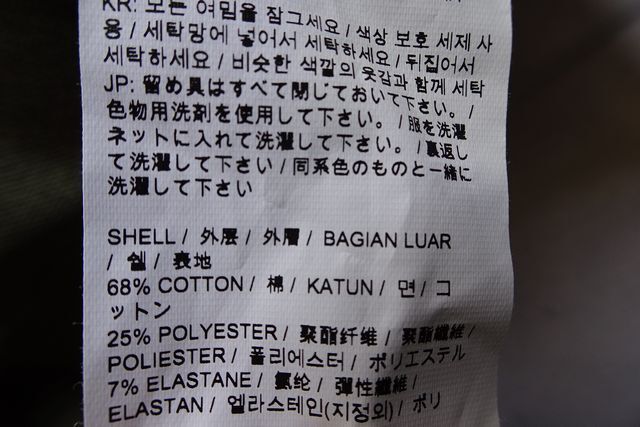 KR: 모든 여밈을 잠그세요 / 색상 보호 세제 사
용 / 세탁망에 넣어서 세탁하세요 / 뒤집어서
세탁하세요 / 비슷한 색깔의 옷감과 함께 세탁
JP: 留め具はすべて閉じておいて下さい。 /
色物用洗剤を使用して下さい。 / 服を洗濯
ネットに入れて洗濯して下さい。 / 裏返し
て洗濯して下さい / 同系色のものと一緒に
洗濯して下さい
SHELL / 外层 / 外層 / BAGIAN LUAR
/ 쉘 / 表地
68% COTTON / 棉 / KATUN / 면 / コ
ットン
25% POLYESTER / 聚酯纤维 / 聚酯纖維 /
POLIESTER / 폴리에스터 / ポリエステル
7% ELASTANE / 氨纶 / 彈性纖維 /
ELASTAN / 엘라스테인(지정외) / ポリ